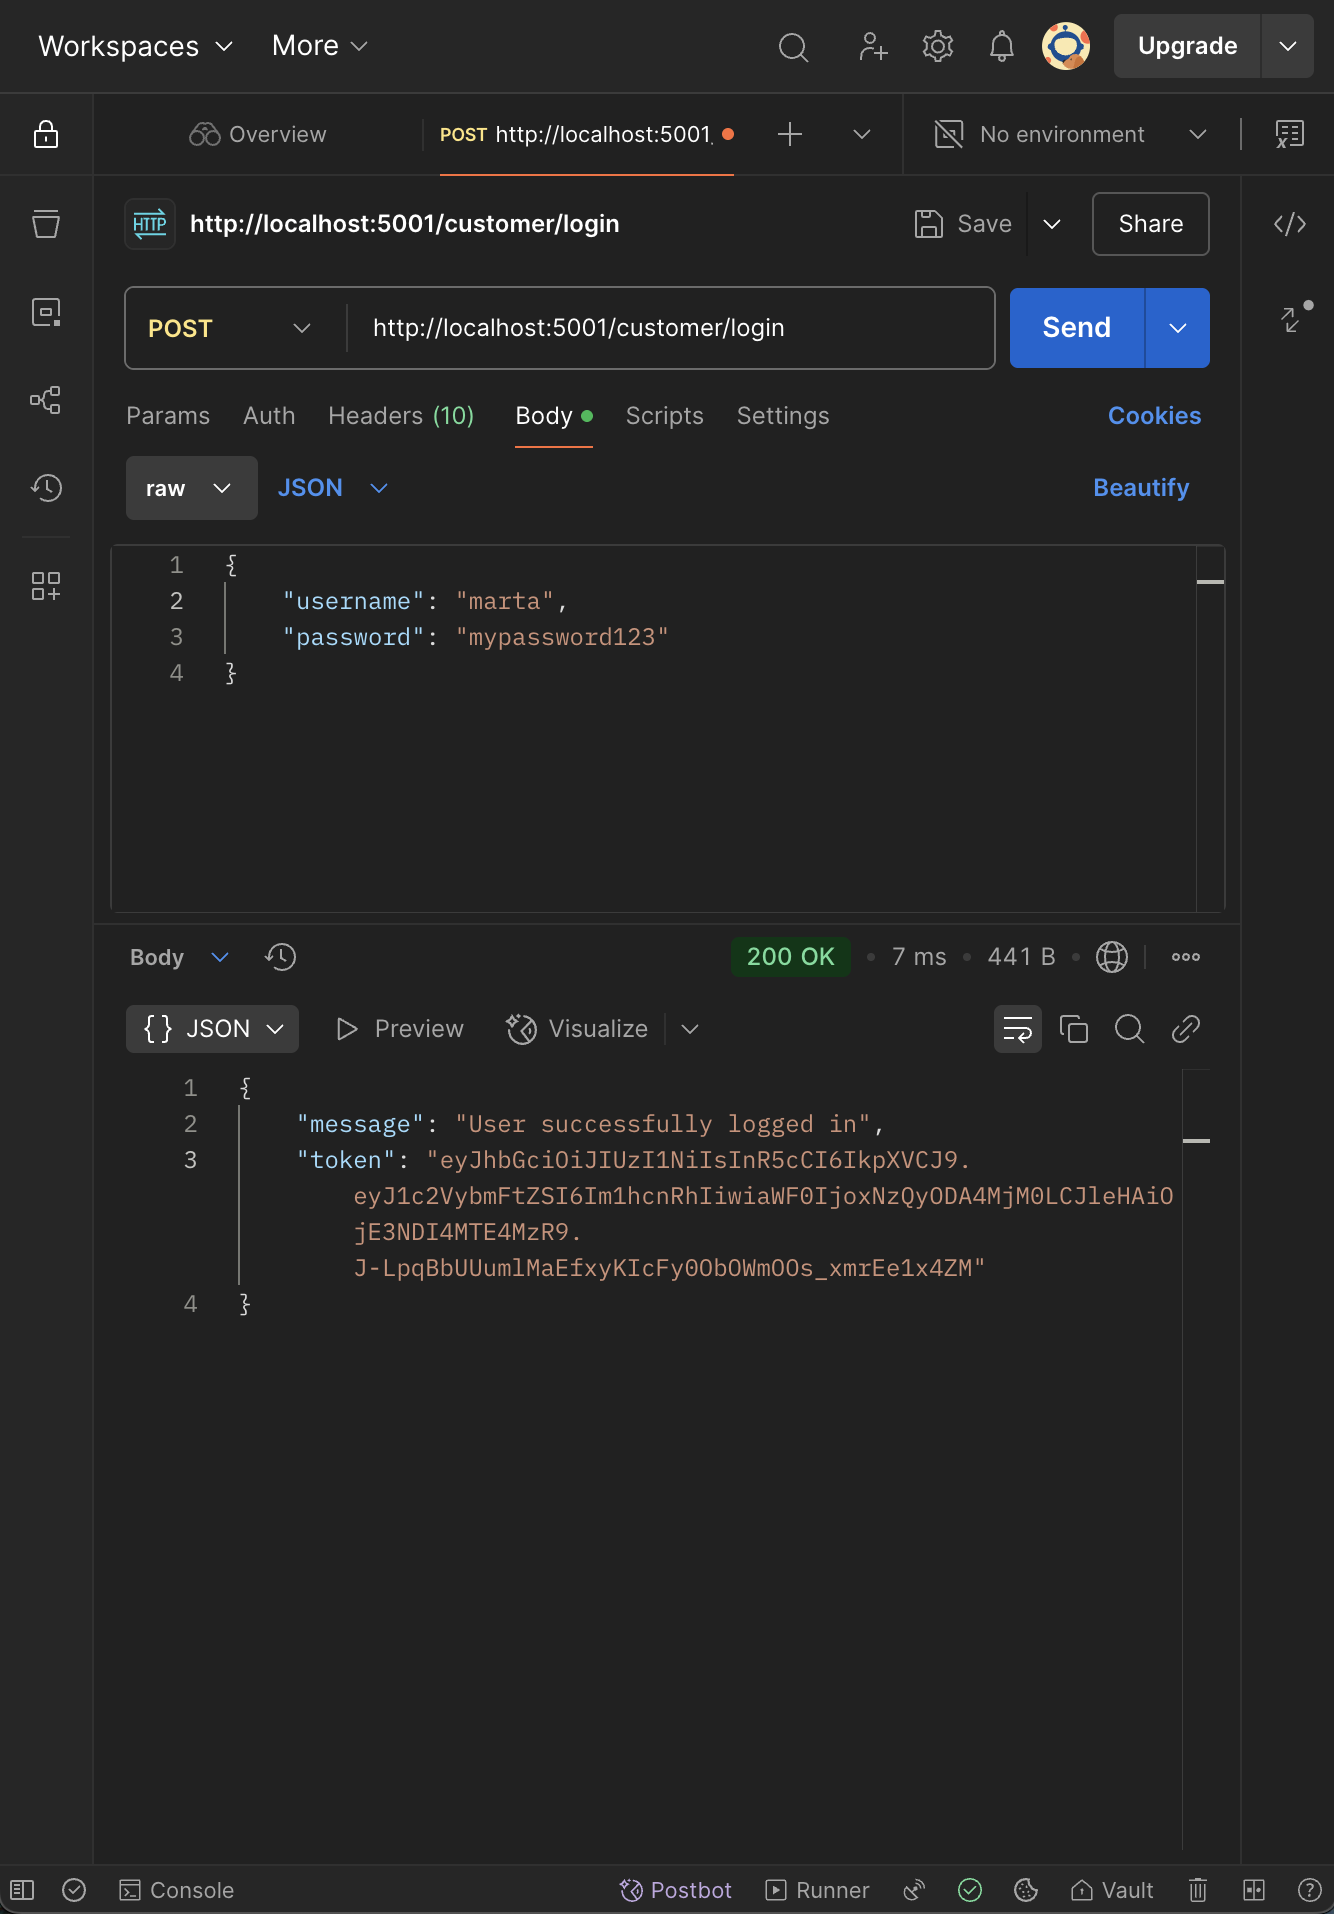 Workspaces More Upgrade
Overview POST http://localhost:5001 No environment
HTTP http://localhost:5001/customer/login Save Share
POST http://localhost:5001/customer/login Send
Params Auth Headers (10) Body Scripts Settings Cookies
raw JSON Beautify
1 {
2 "username": "marta",
3 "password": "mypassword123"
4 }
Body 200 OK • 7 ms • 441 B •
{} JSON Preview Visualize
1 {
2 "message": "User successfully logged in",
3 "token": "eyJhbGciOiJIUzI1NiIsInR5cCI6IkpXVCJ9.
eyJ1c2VybmFtZSI6Im1hcnRhIiwiaWF0IjoxNzQyODA4MjM0LCJleHAiO
jE3NDI4MTE4MzR9.
J-LpqBbUUumlMaEfxyKIcFy0ObOWmOOs_xmrEe1x4ZM"
4 }
Console Postbot Runner Vault